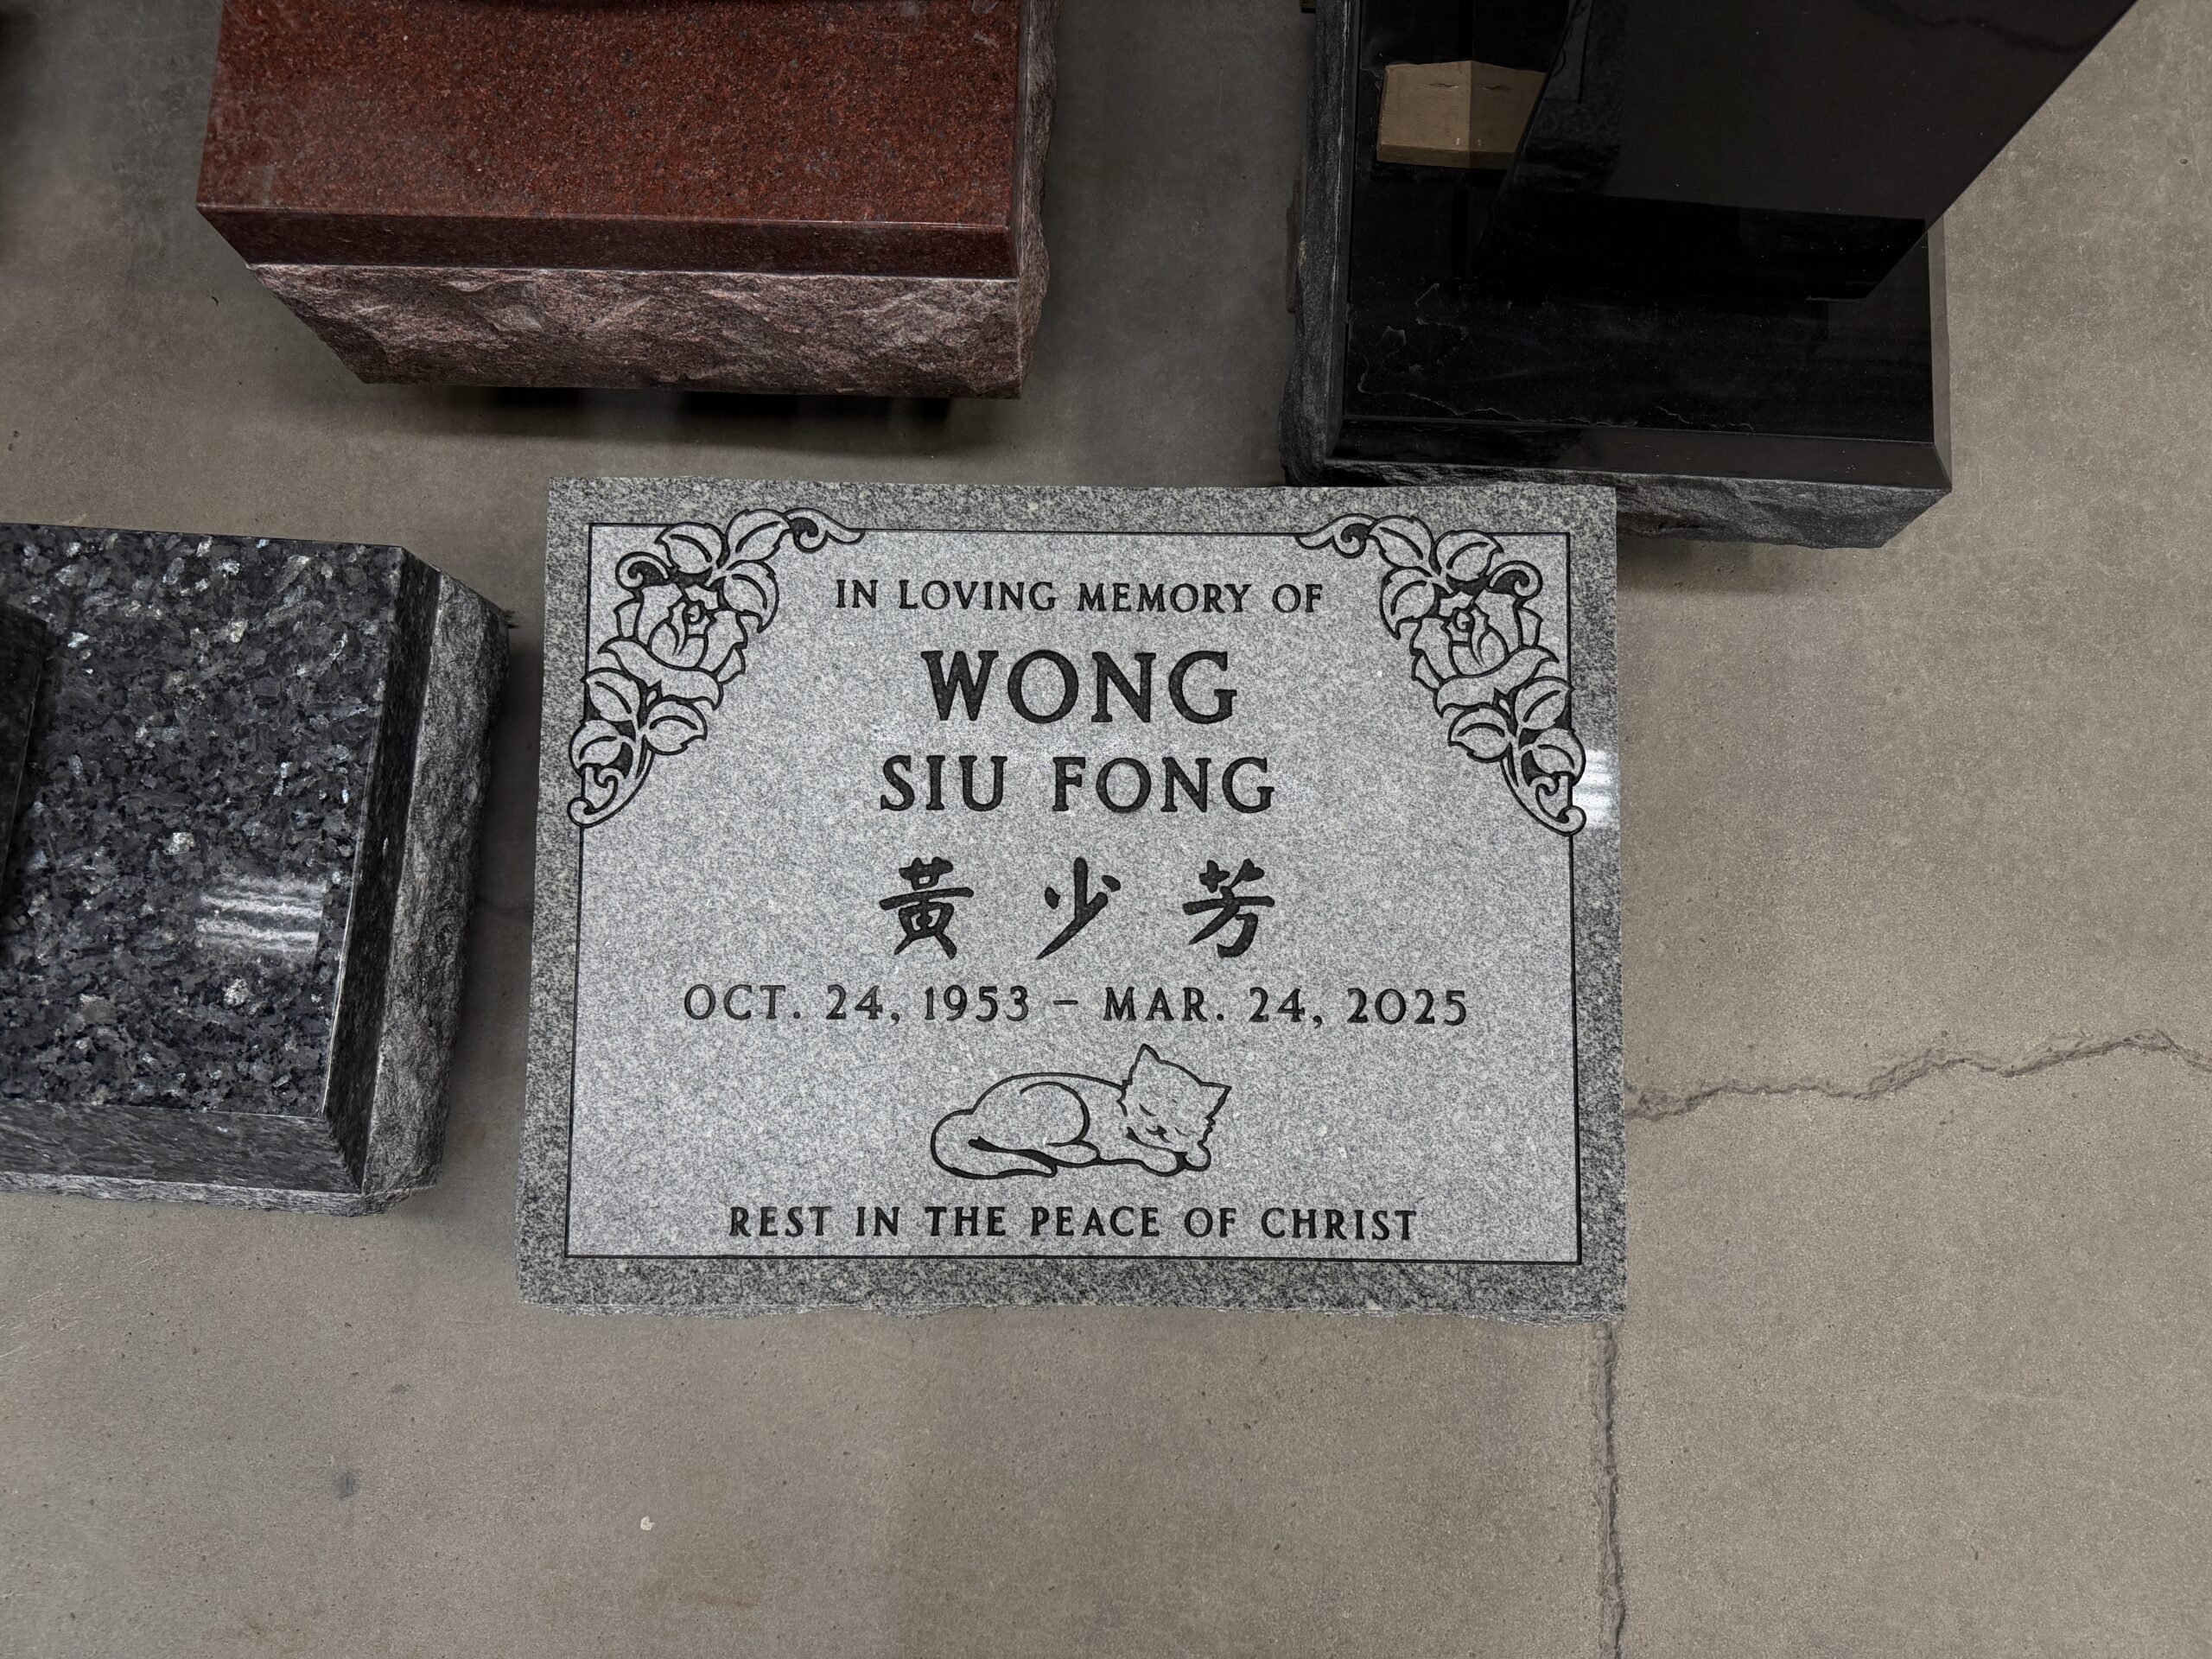 IN LOVING MEMORY OF
WONG
SIU FONG
黃 少 芳
OCT. 24, 1953 – MAR. 24, 2025
REST IN THE PEACE OF CHRIST